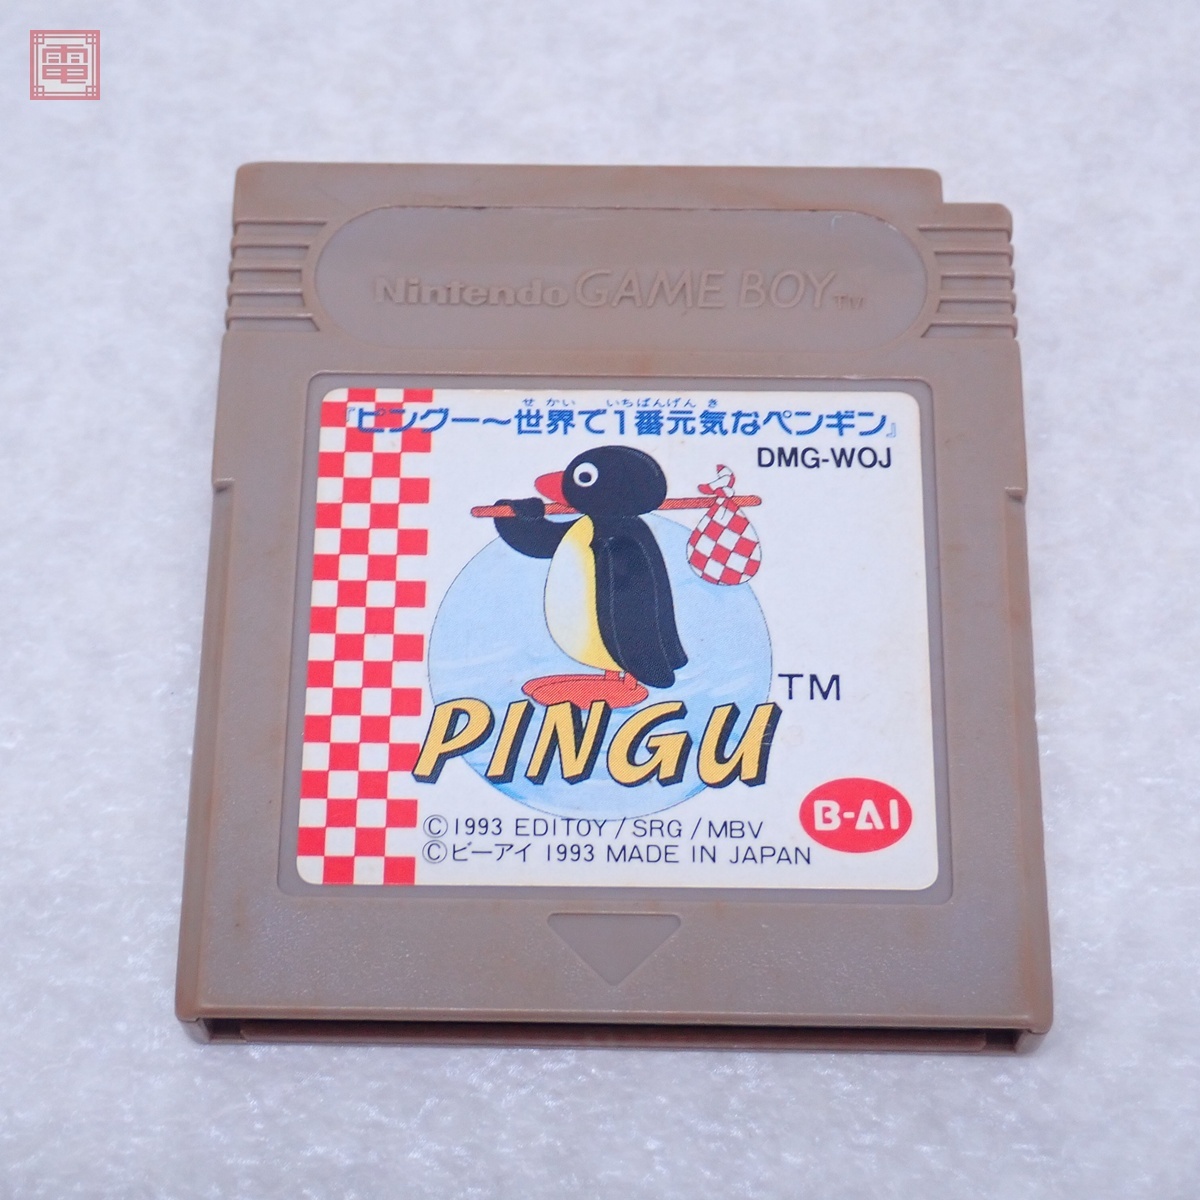 電
Nintendo GAME BOY TM
せかい いちばんげんき
『ピングー〜世界で1番元気なペンギン』
DMG-WOJ
PINGU TM
B-AI
©1993 EDITOY/SRG/MBV
©ビーアイ 1993 MADE IN JAPAN